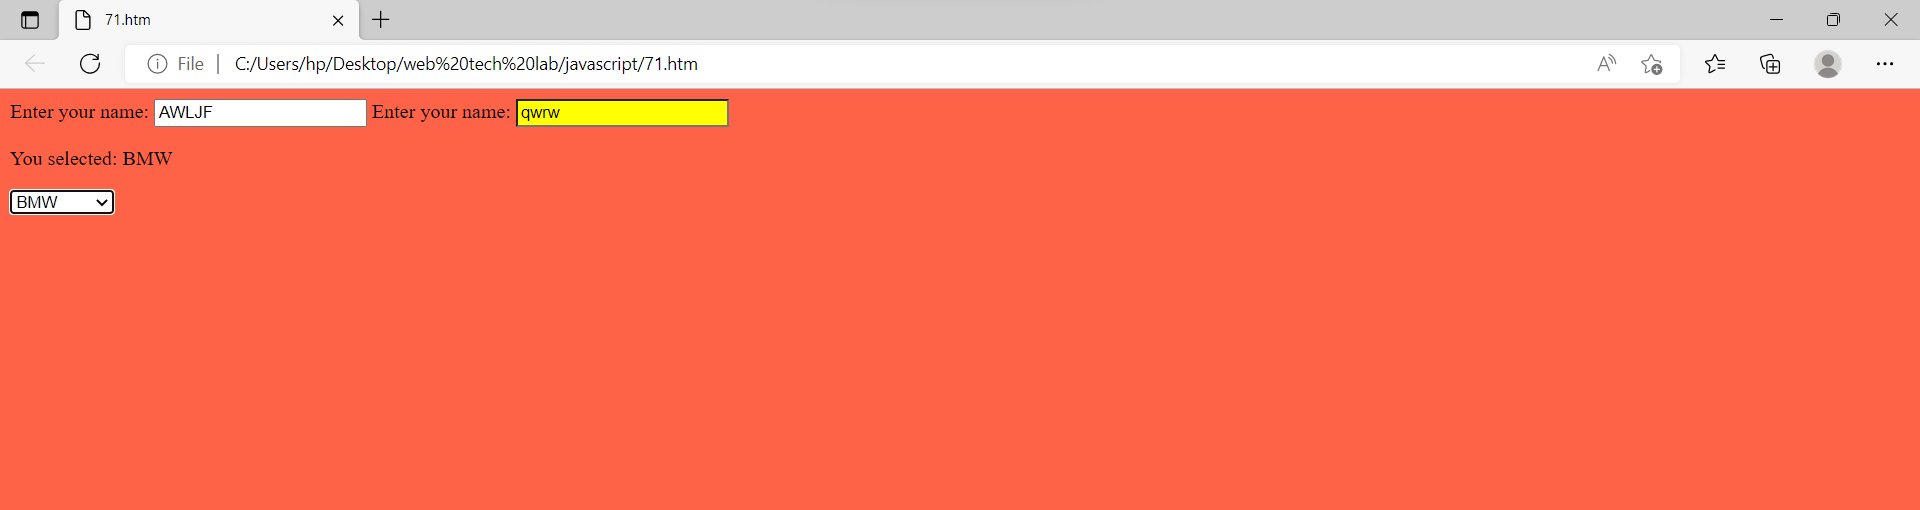 71.htm
File | C:/Users/hp/Desktop/web%20tech%20lab/javascript/71.htm
Enter your name: AWLJF Enter your name: qwrw
You selected: BMW
BMW